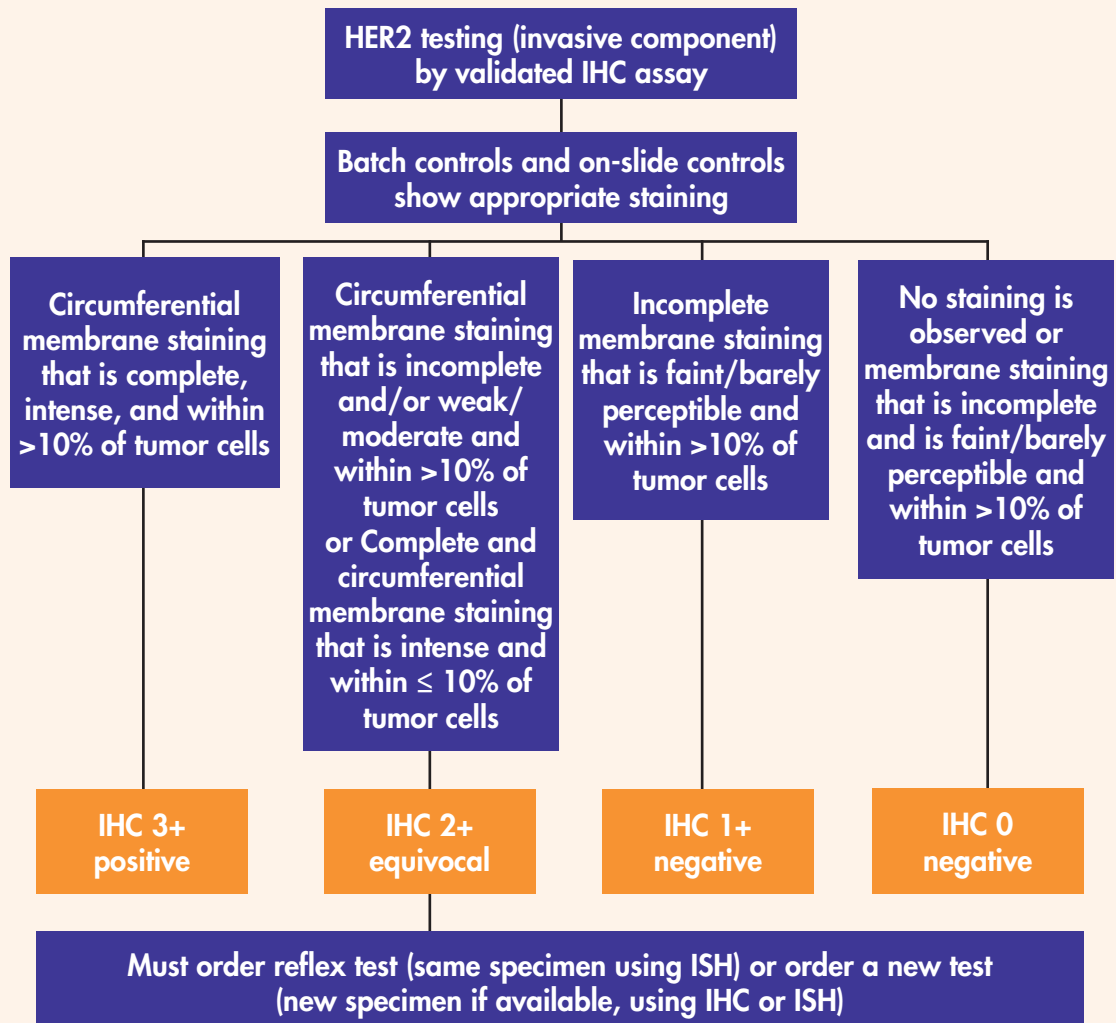 HER2 testing (invasive component)
by validated IHC assay
Batch controls and on-slide controls
show appropriate staining
Circumferential
membrane staining
that is complete,
intense, and within
>10% of tumor cells
Circumferential
membrane staining
that is incomplete
and/or weak/
moderate and
within >10% of
tumor cells
or Complete and
circumferential
membrane staining
that is intense and
within ≤ 10% of
tumor cells
Incomplete
membrane staining
that is faint/barely
perceptible and
within >10% of
tumor cells
No staining is
observed or
membrane staining
that is incomplete
and is faint/barely
perceptible and
within >10% of
tumor cells
IHC 3+
positive
IHC 2+
equivocal
IHC 1+
negative
IHC 0
negative
Must order reflex test (same specimen using ISH) or order a new test
(new specimen if available, using IHC or ISH)